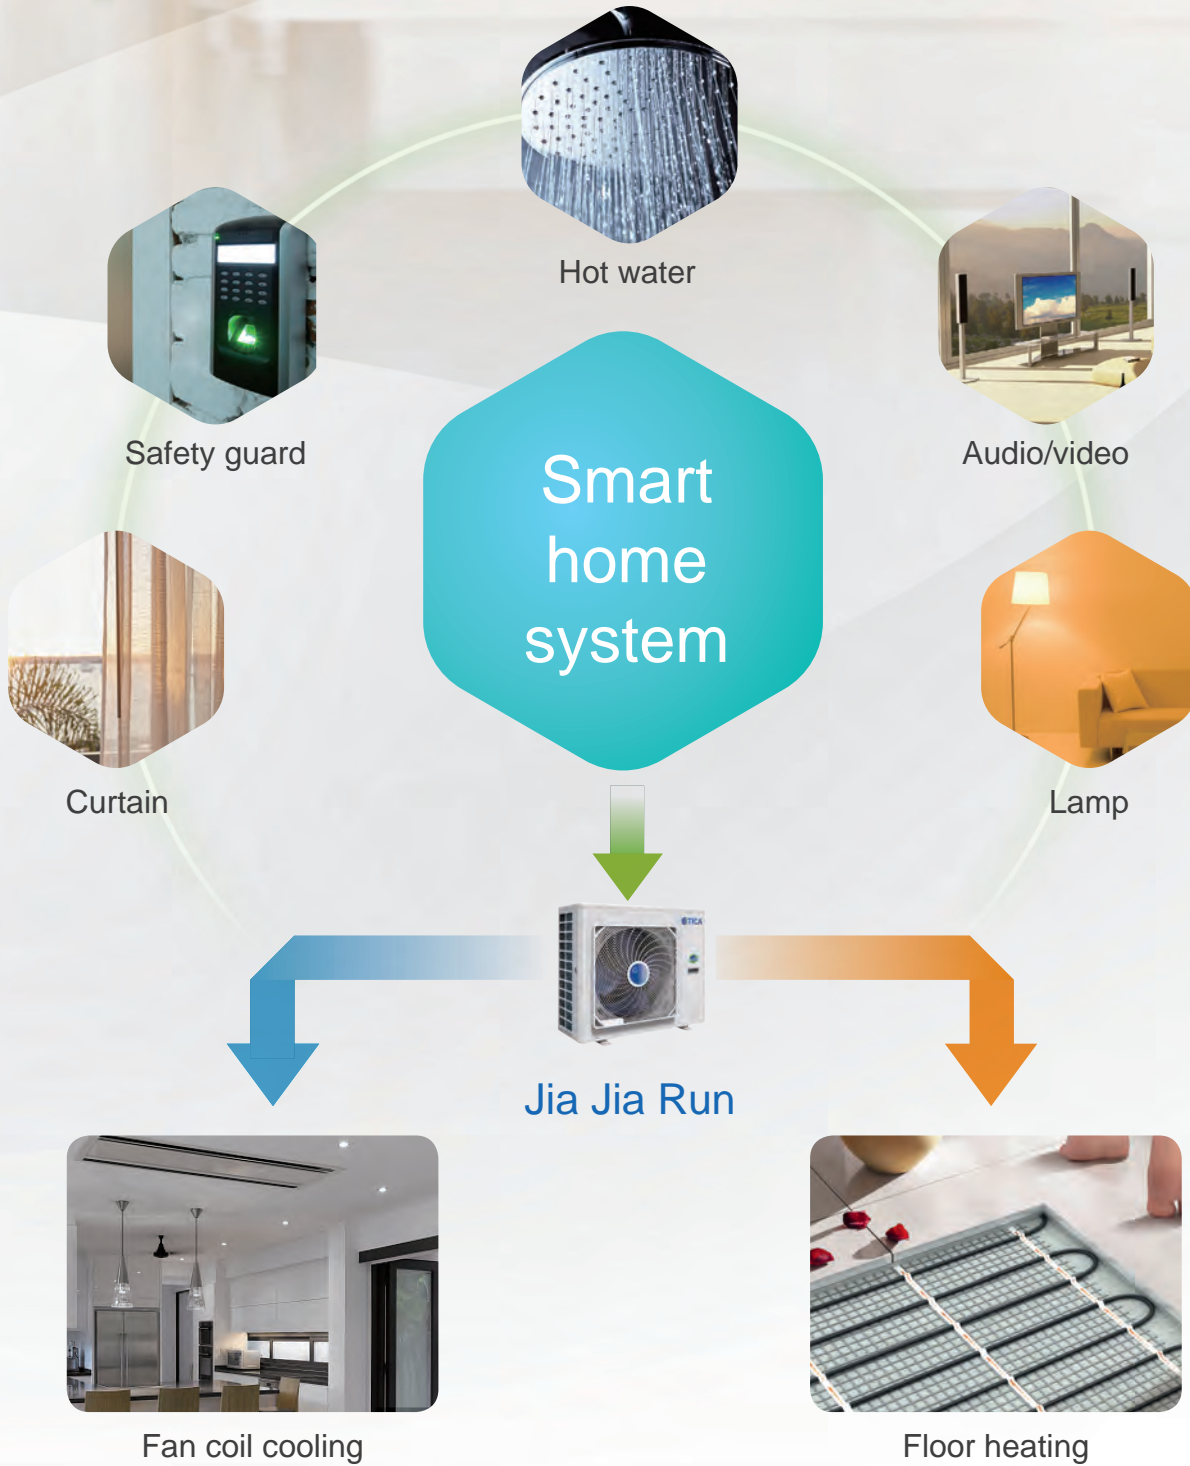 Hot water
Safety guard
Audio/video
Smart
home
system
Curtain
Lamp
TICA
Jia Jia Run
Fan coil cooling
Floor heating